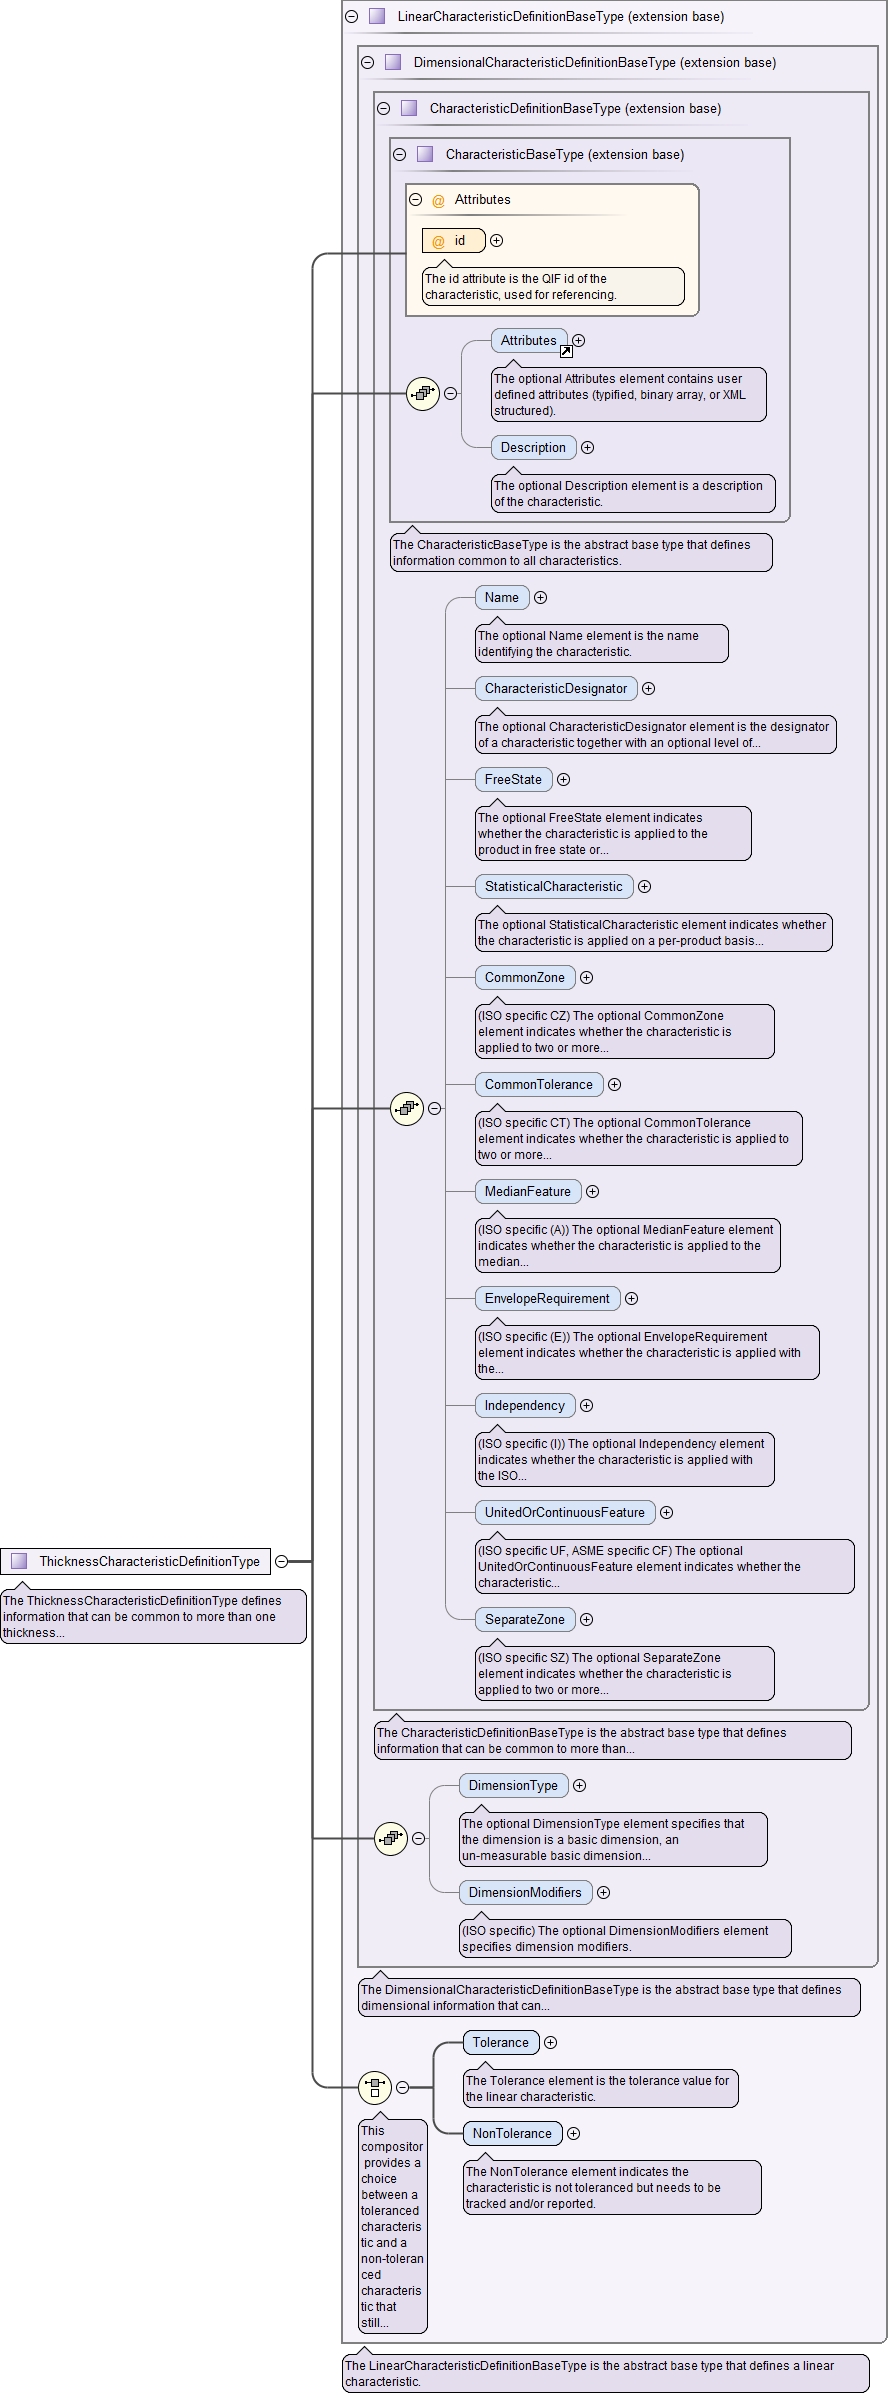 LinearCharacteristicDefinitionBaseType (extension base)
DimensionalCharacteristicDefinitionBaseType (extension base)
CharacteristicDefinitionBaseType (extension base)
CharacteristicBaseType (extension base)
@ Attributes
@ id
The id attribute is the QIF id of the
characteristic, used for referencing.
Attributes
The optional Attributes element contains user
defined attributes (typified, binary array, or XML
structured).
Description
The optional Description element is a description
of the characteristic.
The CharacteristicBaseType is the abstract base type that defines
information common to all characteristics.
Name
The optional Name element is the name
identifying the characteristic.
CharacteristicDesignator
The optional CharacteristicDesignator element is the designator
of a characteristic together with an optional level of...
FreeState
The optional FreeState element indicates
whether the characteristic is applied to the
product in free state or...
StatisticalCharacteristic
The optional StatisticalCharacteristic element indicates whether
the characteristic is applied on a per-product basis...
CommonZone
(ISO specific CZ) The optional CommonZone
element indicates whether the characteristic is
applied to two or more...
CommonTolerance
(ISO specific CT) The optional CommonTolerance
element indicates whether the characteristic is applied to
two or more...
MedianFeature
(ISO specific (A)) The optional MedianFeature element
indicates whether the characteristic is applied to the
median...
EnvelopeRequirement
(ISO specific (E)) The optional EnvelopeRequirement
element indicates whether the characteristic is applied with
the...
Independency
(ISO specific (I)) The optional Independency element
indicates whether the characteristic is applied with
the ISO...
UnitedOrContinuousFeature
(ISO specific UF, ASME specific CF) The optional
UnitedOrContinuousFeature element indicates whether the
characteristic...
ThicknessCharacteristicDefinitionType
The ThicknessCharacteristicDefinitionType defines
information that can be common to more than one
thickness...
SeparateZone
(ISO specific SZ) The optional SeparateZone
element indicates whether the characteristic is
applied to two or more...
The CharacteristicDefinitionBaseType is the abstract base type that defines
information that can be common to more than...
DimensionType
The optional DimensionType element specifies that
the dimension is a basic dimension, an
un-measurable basic dimension...
DimensionModifiers
(ISO specific) The optional DimensionModifiers element
specifies dimension modifiers.
The DimensionalCharacteristicDefinitionBaseType is the abstract base type that defines
dimensional information that can...
Tolerance
The Tolerance element is the tolerance value for
the linear characteristic.
NonTolerance
The NonTolerance element indicates the
characteristic is not toleranced but needs to be
tracked and/or reported.
This
compositor
provides a
choice
between a
toleranced
characteris
tic and a
non-toleran
ced
characteris
tic that
still...
The LinearCharacteristicDefinitionBaseType is the abstract base type that defines a linear
characteristic.